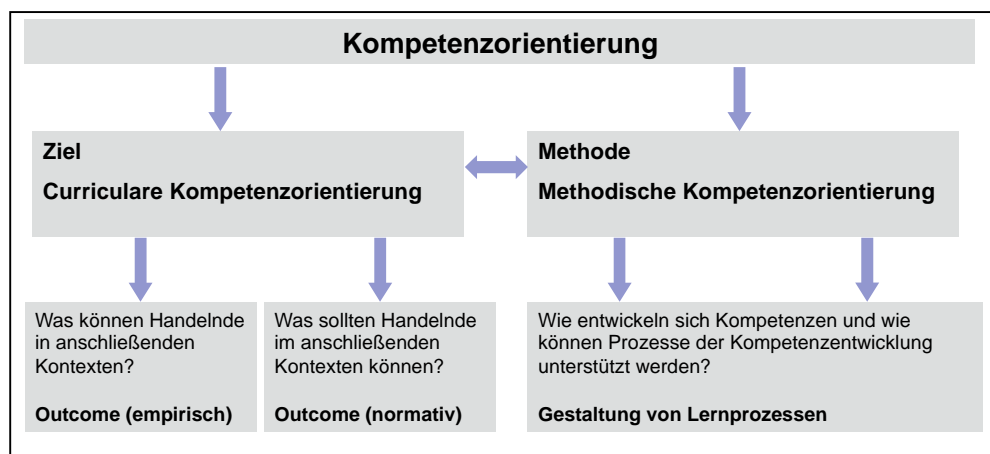 Kompetenzorientierung
Ziel
Curriculare Kompetenzorientierung
Methode
Methodische Kompetenzorientierung
Was können Handelnde
in anschließenden
Kontexten?
Outcome (empirisch)
Was sollten Handelnde
im anschließenden
Kontexten können?
Outcome (normativ)
Wie entwickeln sich Kompetenzen und wie
können Prozesse der Kompetenzentwicklung
unterstützt werden?
Gestaltung von Lernprozessen